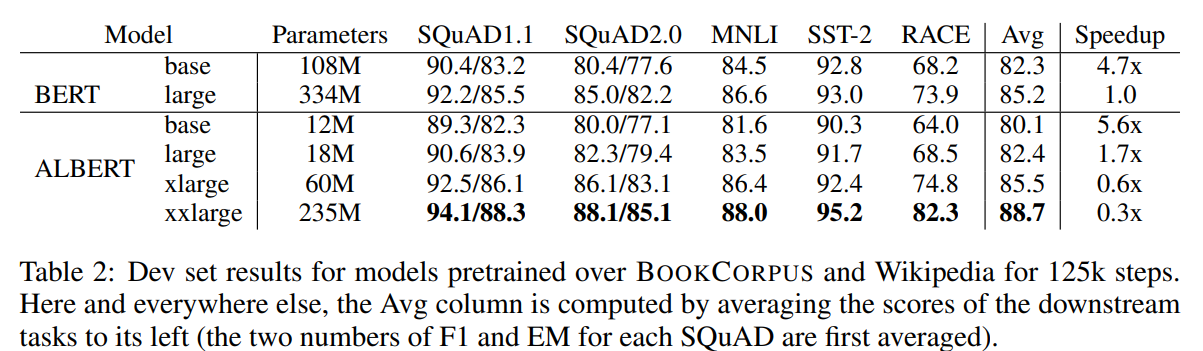 Model Parameters SQuAD1.1 SQuAD2.0 MNLI SST-2 RACE Avg Speedup
base 108M 90.4/83.2 80.4/77.6 84.5 92.8 68.2 82.3 4.7x
BERT large 334M 92.2/85.5 85.0/82.2 86.6 93.0 73.9 85.2 1.0
base 12M 89.3/82.3 80.0/77.1 81.6 90.3 64.0 80.1 5.6x
ALBERT large 18M 90.6/83.9 82.3/79.4 83.5 91.7 68.5 82.4 1.7x
xlarge 60M 92.5/86.1 86.1/83.1 86.4 92.4 74.8 85.5 0.6x
xxlarge 235M 94.1/88.3 88.1/85.1 88.0 95.2 82.3 88.7 0.3x
Table 2: Dev set results for models pretrained over BOOKCORPUS and Wikipedia for 125k steps.
Here and everywhere else, the Avg column is computed by averaging the scores of the downstream
tasks to its left (the two numbers of F1 and EM for each SQuAD are first averaged).